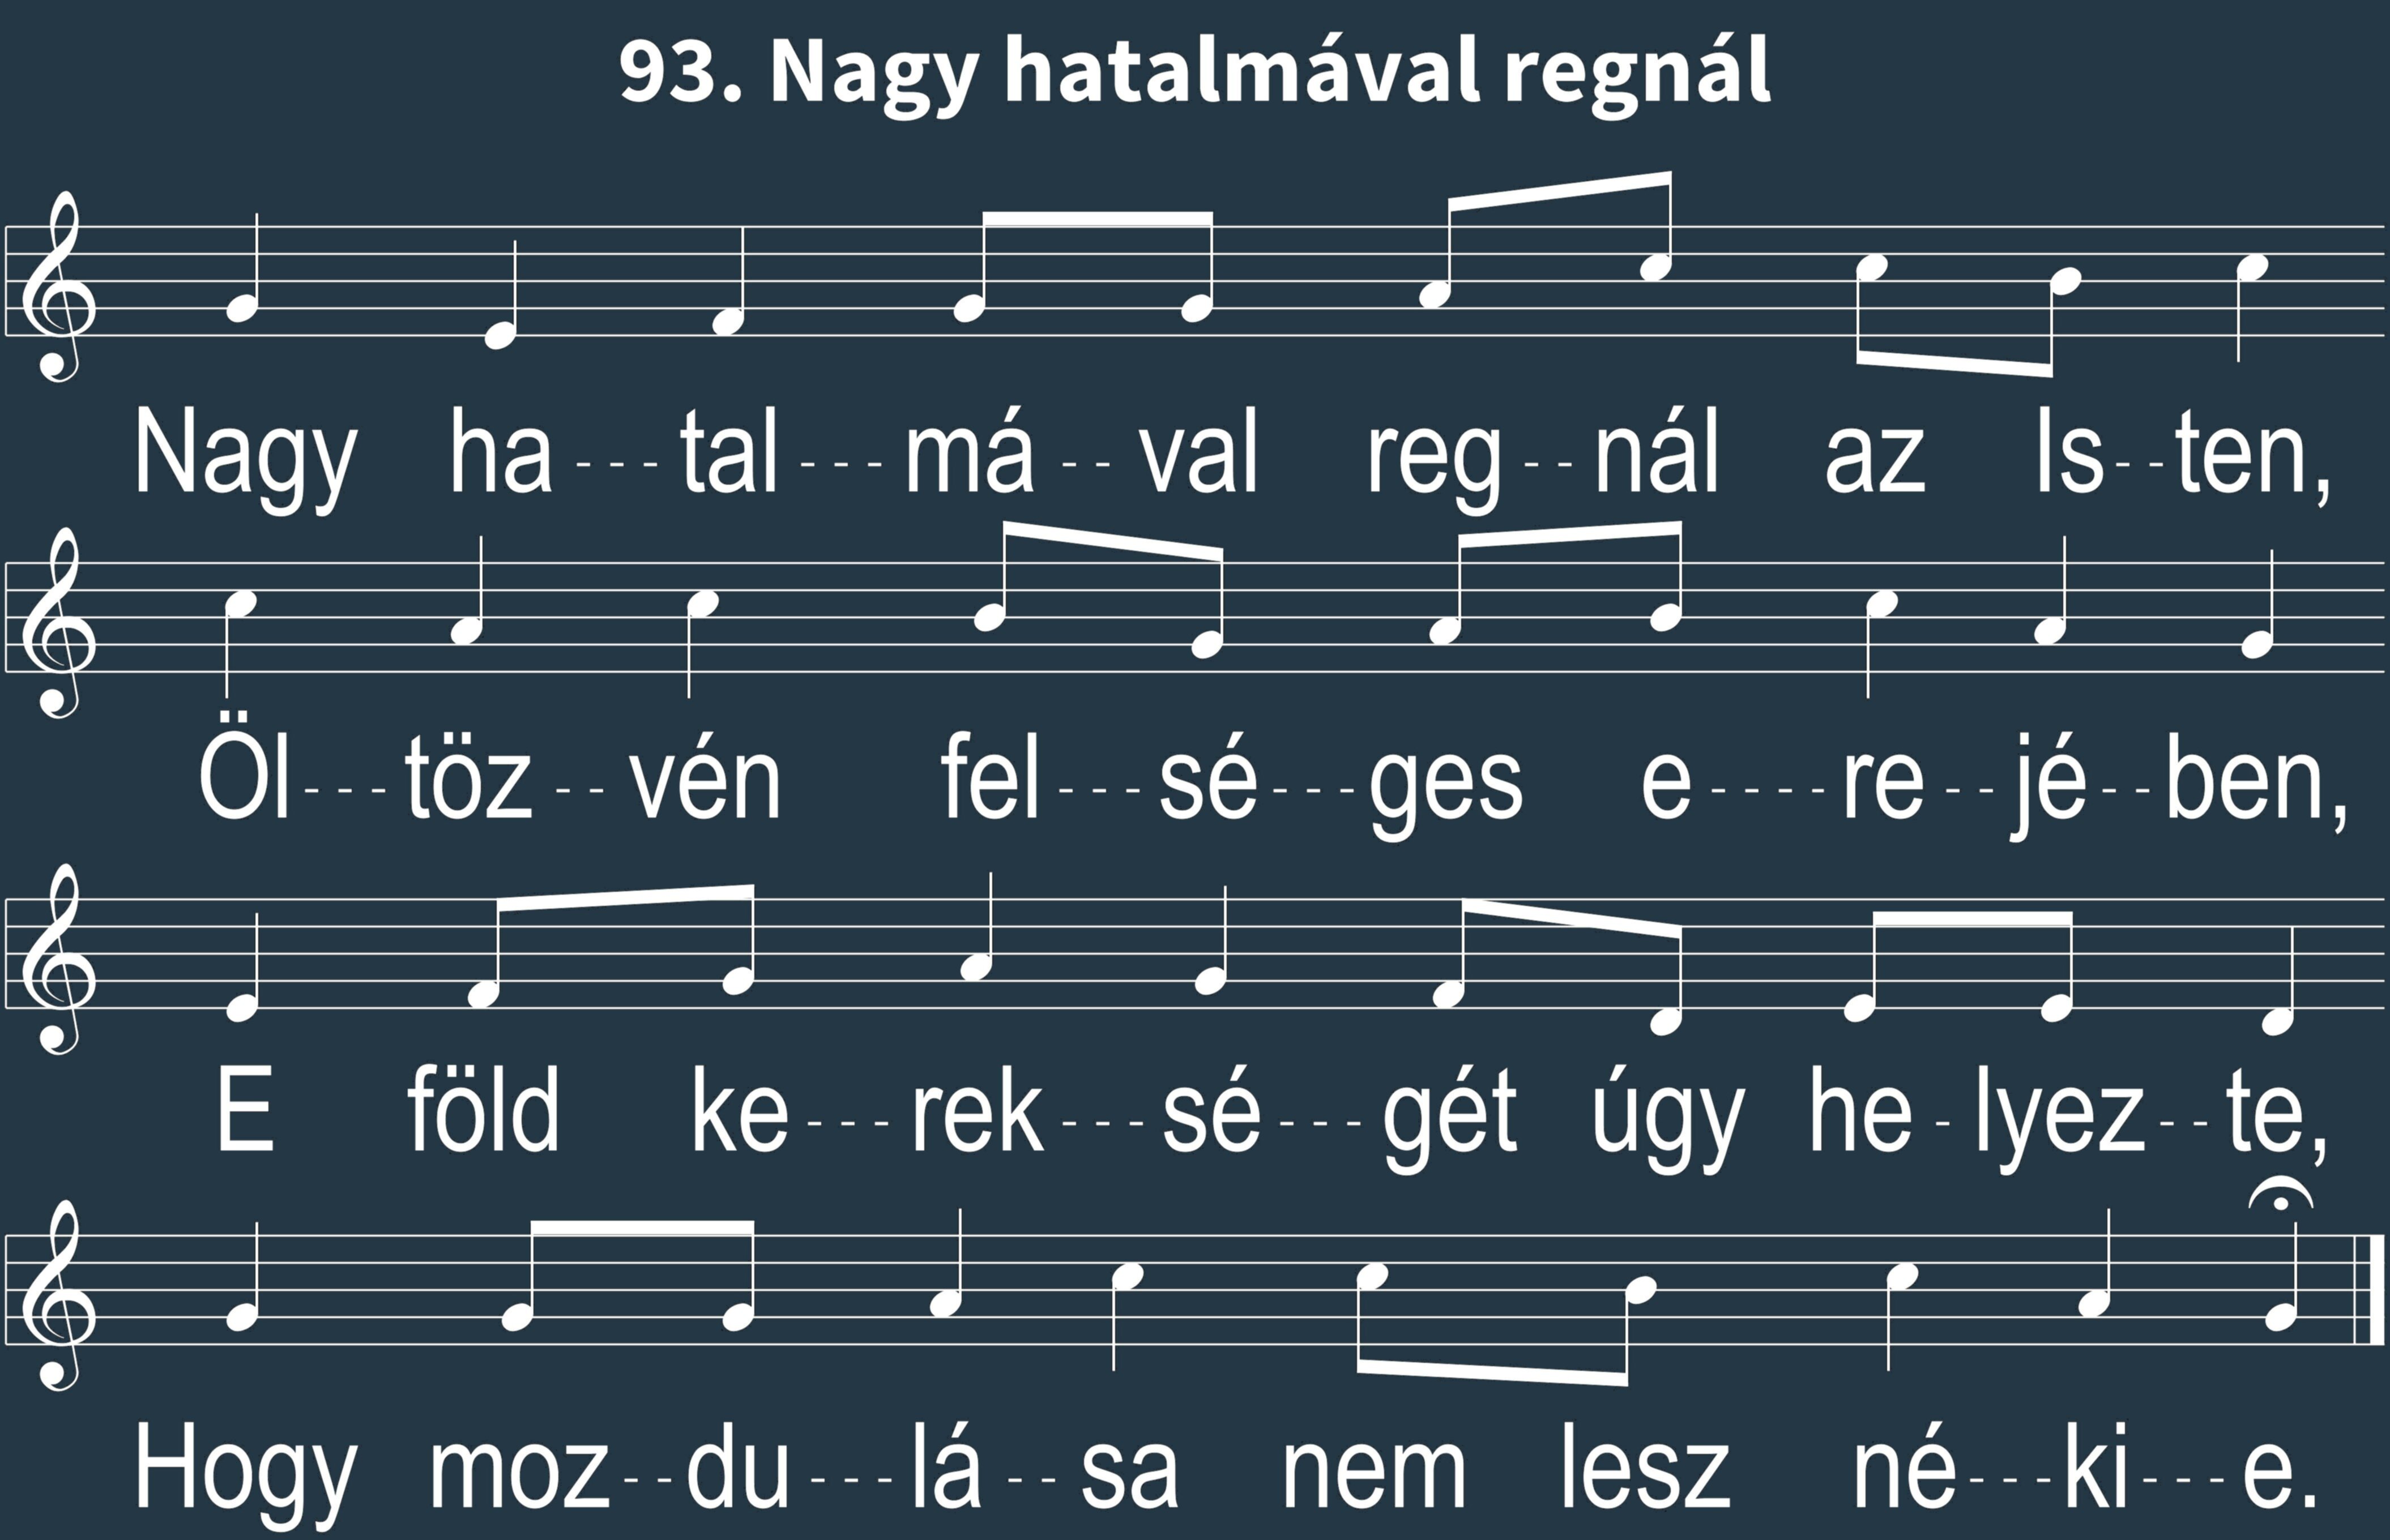 93. Nagy hatalmával regnál
Nagy ha---tal---má--val reg--nál az Is--ten,
Öl---töz--vén fel---sé---ges e----re--jé--ben,
E föld ke---rek---sé---gét úgy he-lyez--te,
Hogy moz--du---lá--sa nem lesz né---ki---e.